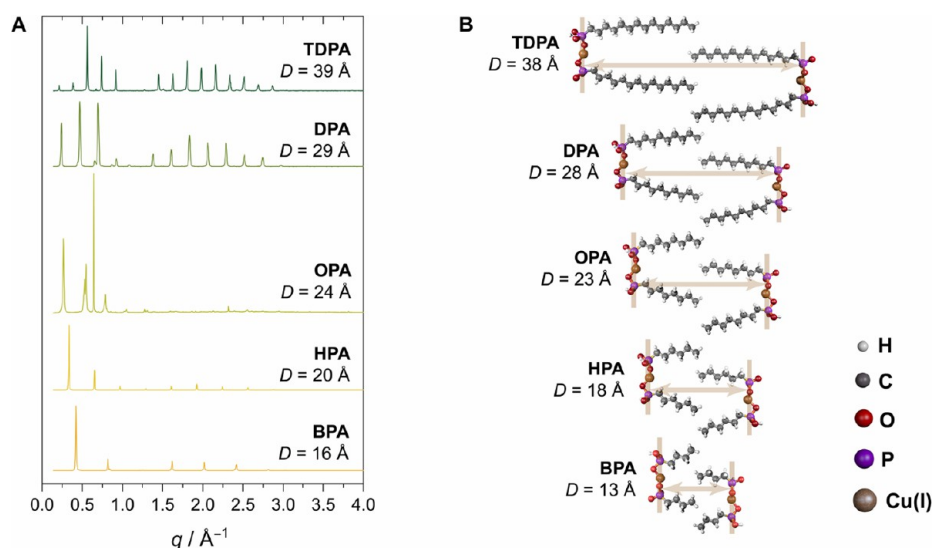 A
TDPA
D = 39 Å
DPA
D = 29 Å
OPA
D = 24 Å
HPA
D = 20 Å
BPA
D = 16 Å
0.0 0.5 1.0 1.5 2.0 2.5 3.0 3.5 4.0
q / Å⁻¹
B
TDPA
D = 38 Å
DPA
D = 28 Å
OPA
D = 23 Å
HPA
D = 18 Å
BPA
D = 13 Å
H
C
O
P
Cu(I)